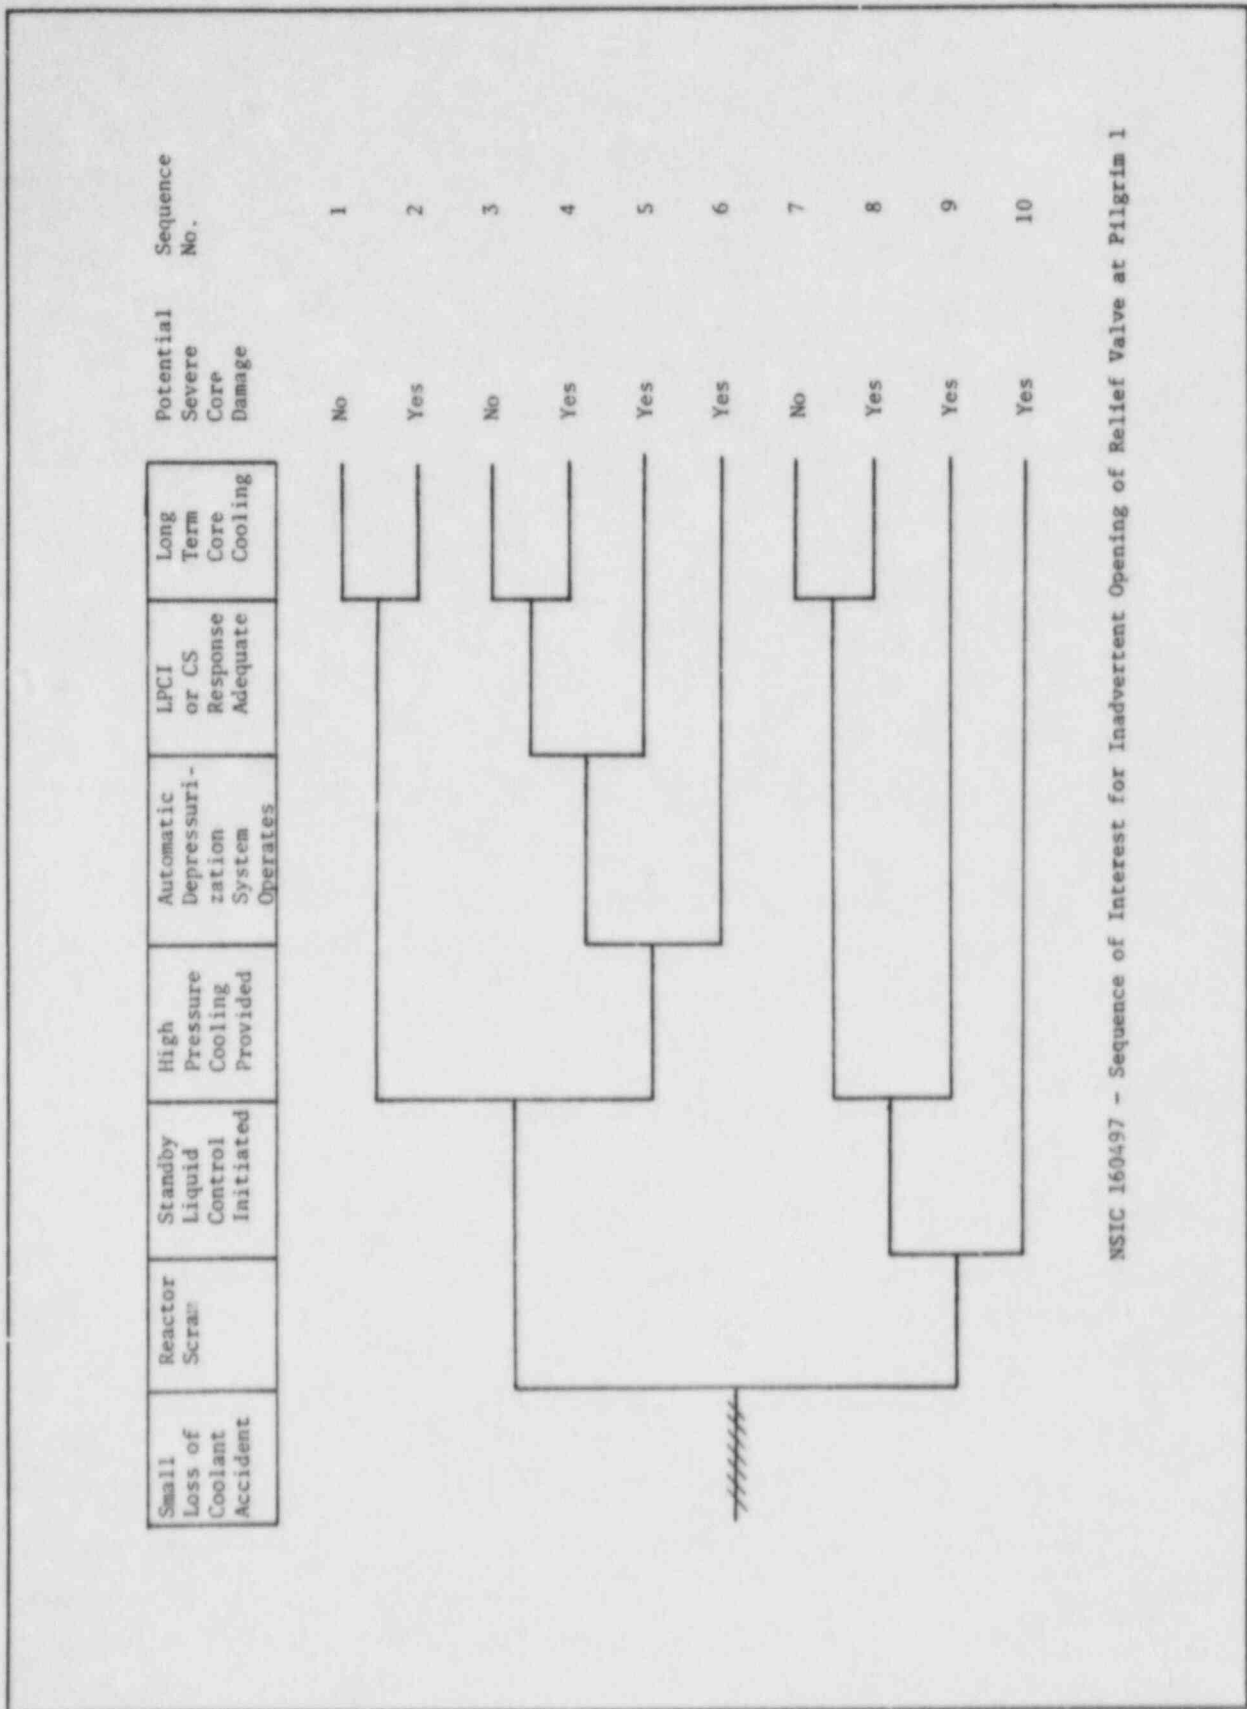 Small
Loss of
Coolant
Accident
Reactor
Scram
Standby
Liquid
Control
Initiated
High
Pressure
Cooling
Provided
Automatic
Depressuri-
zation
System
Operates
LPCI
or CS
Response
Adequate
Long
Term
Core
Cooling
Potential
Severe
Core
Damage
Sequence
No.
No 1
Yes 2
No 3
Yes 4
Yes 5
Yes 6
No 7
Yes 8
Yes 9
Yes 10
NSIC 160497 - Sequence of Interest for Inadvertent Opening of Relief Valve at Pilgrim 1